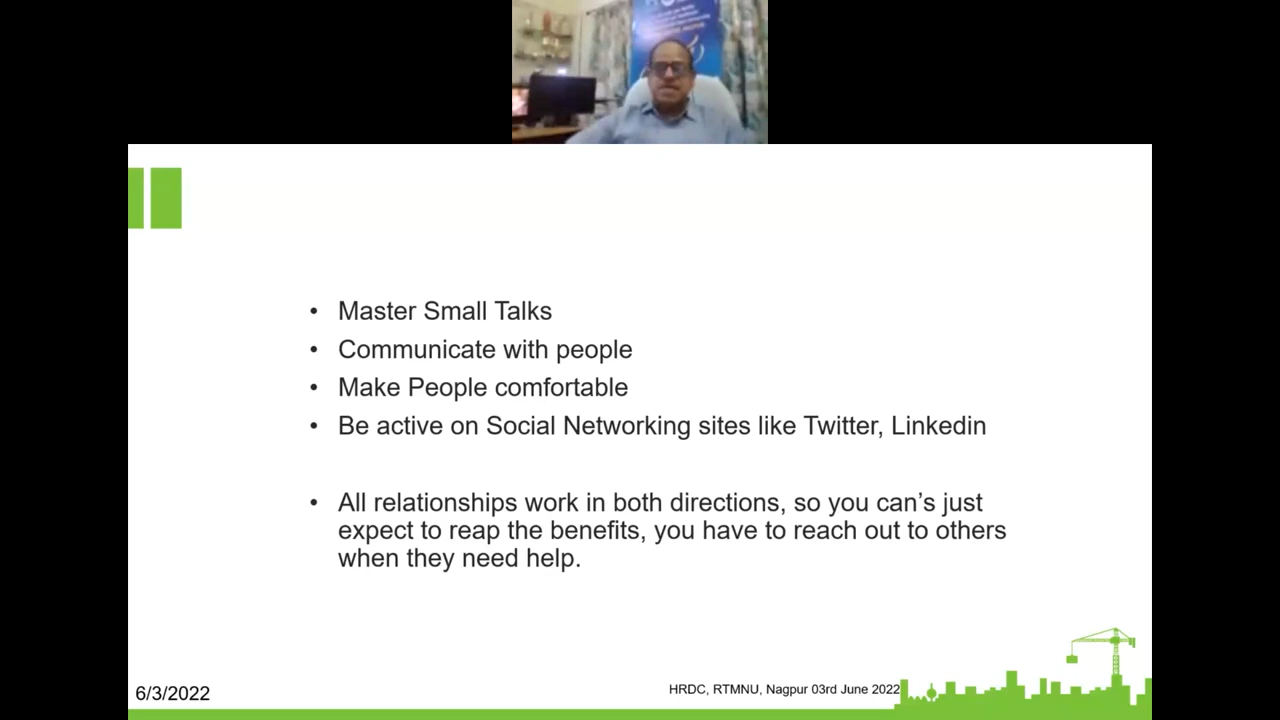 • Master Small Talks
• Communicate with people
• Make People comfortable
• Be active on Social Networking sites like Twitter, Linkedin
• All relationships work in both directions, so you can's just
expect to reap the benefits, you have to reach out to others
when they need help.
6/3/2022
HRDC, RTMNU, Nagpur 03rd June 2022